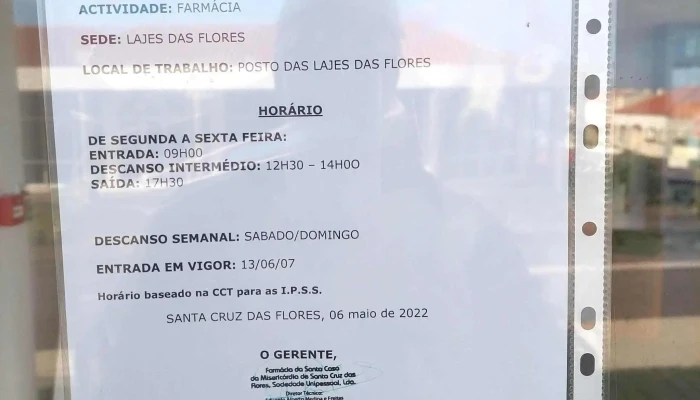 ACTIVIDADE: FARMÁCIA
SEDE: LAJES DAS FLORES
LOCAL DE TRABALHO: POSTO DAS LAJES DAS FLORES
HORÁRIO
DE SEGUNDA A SEXTA FEIRA:
ENTRADA: 09H00
DESCANSO INTERMÉDIO: 12H30 – 14H00
SAÍDA: 17H30
DESCANSO SEMANAL: SABADO/DOMINGO
ENTRADA EM VIGOR: 13/06/07
Horário baseado na CCT para as I.P.S.S.
SANTA CRUZ DAS FLORES, 06 maio de 2022
O GERENTE,
Farmácia da Santa Casa
da Misericórdia de Santa Cruz das
Flores, Sociedade Unipessoal, Lda.
Diretor Técnico: